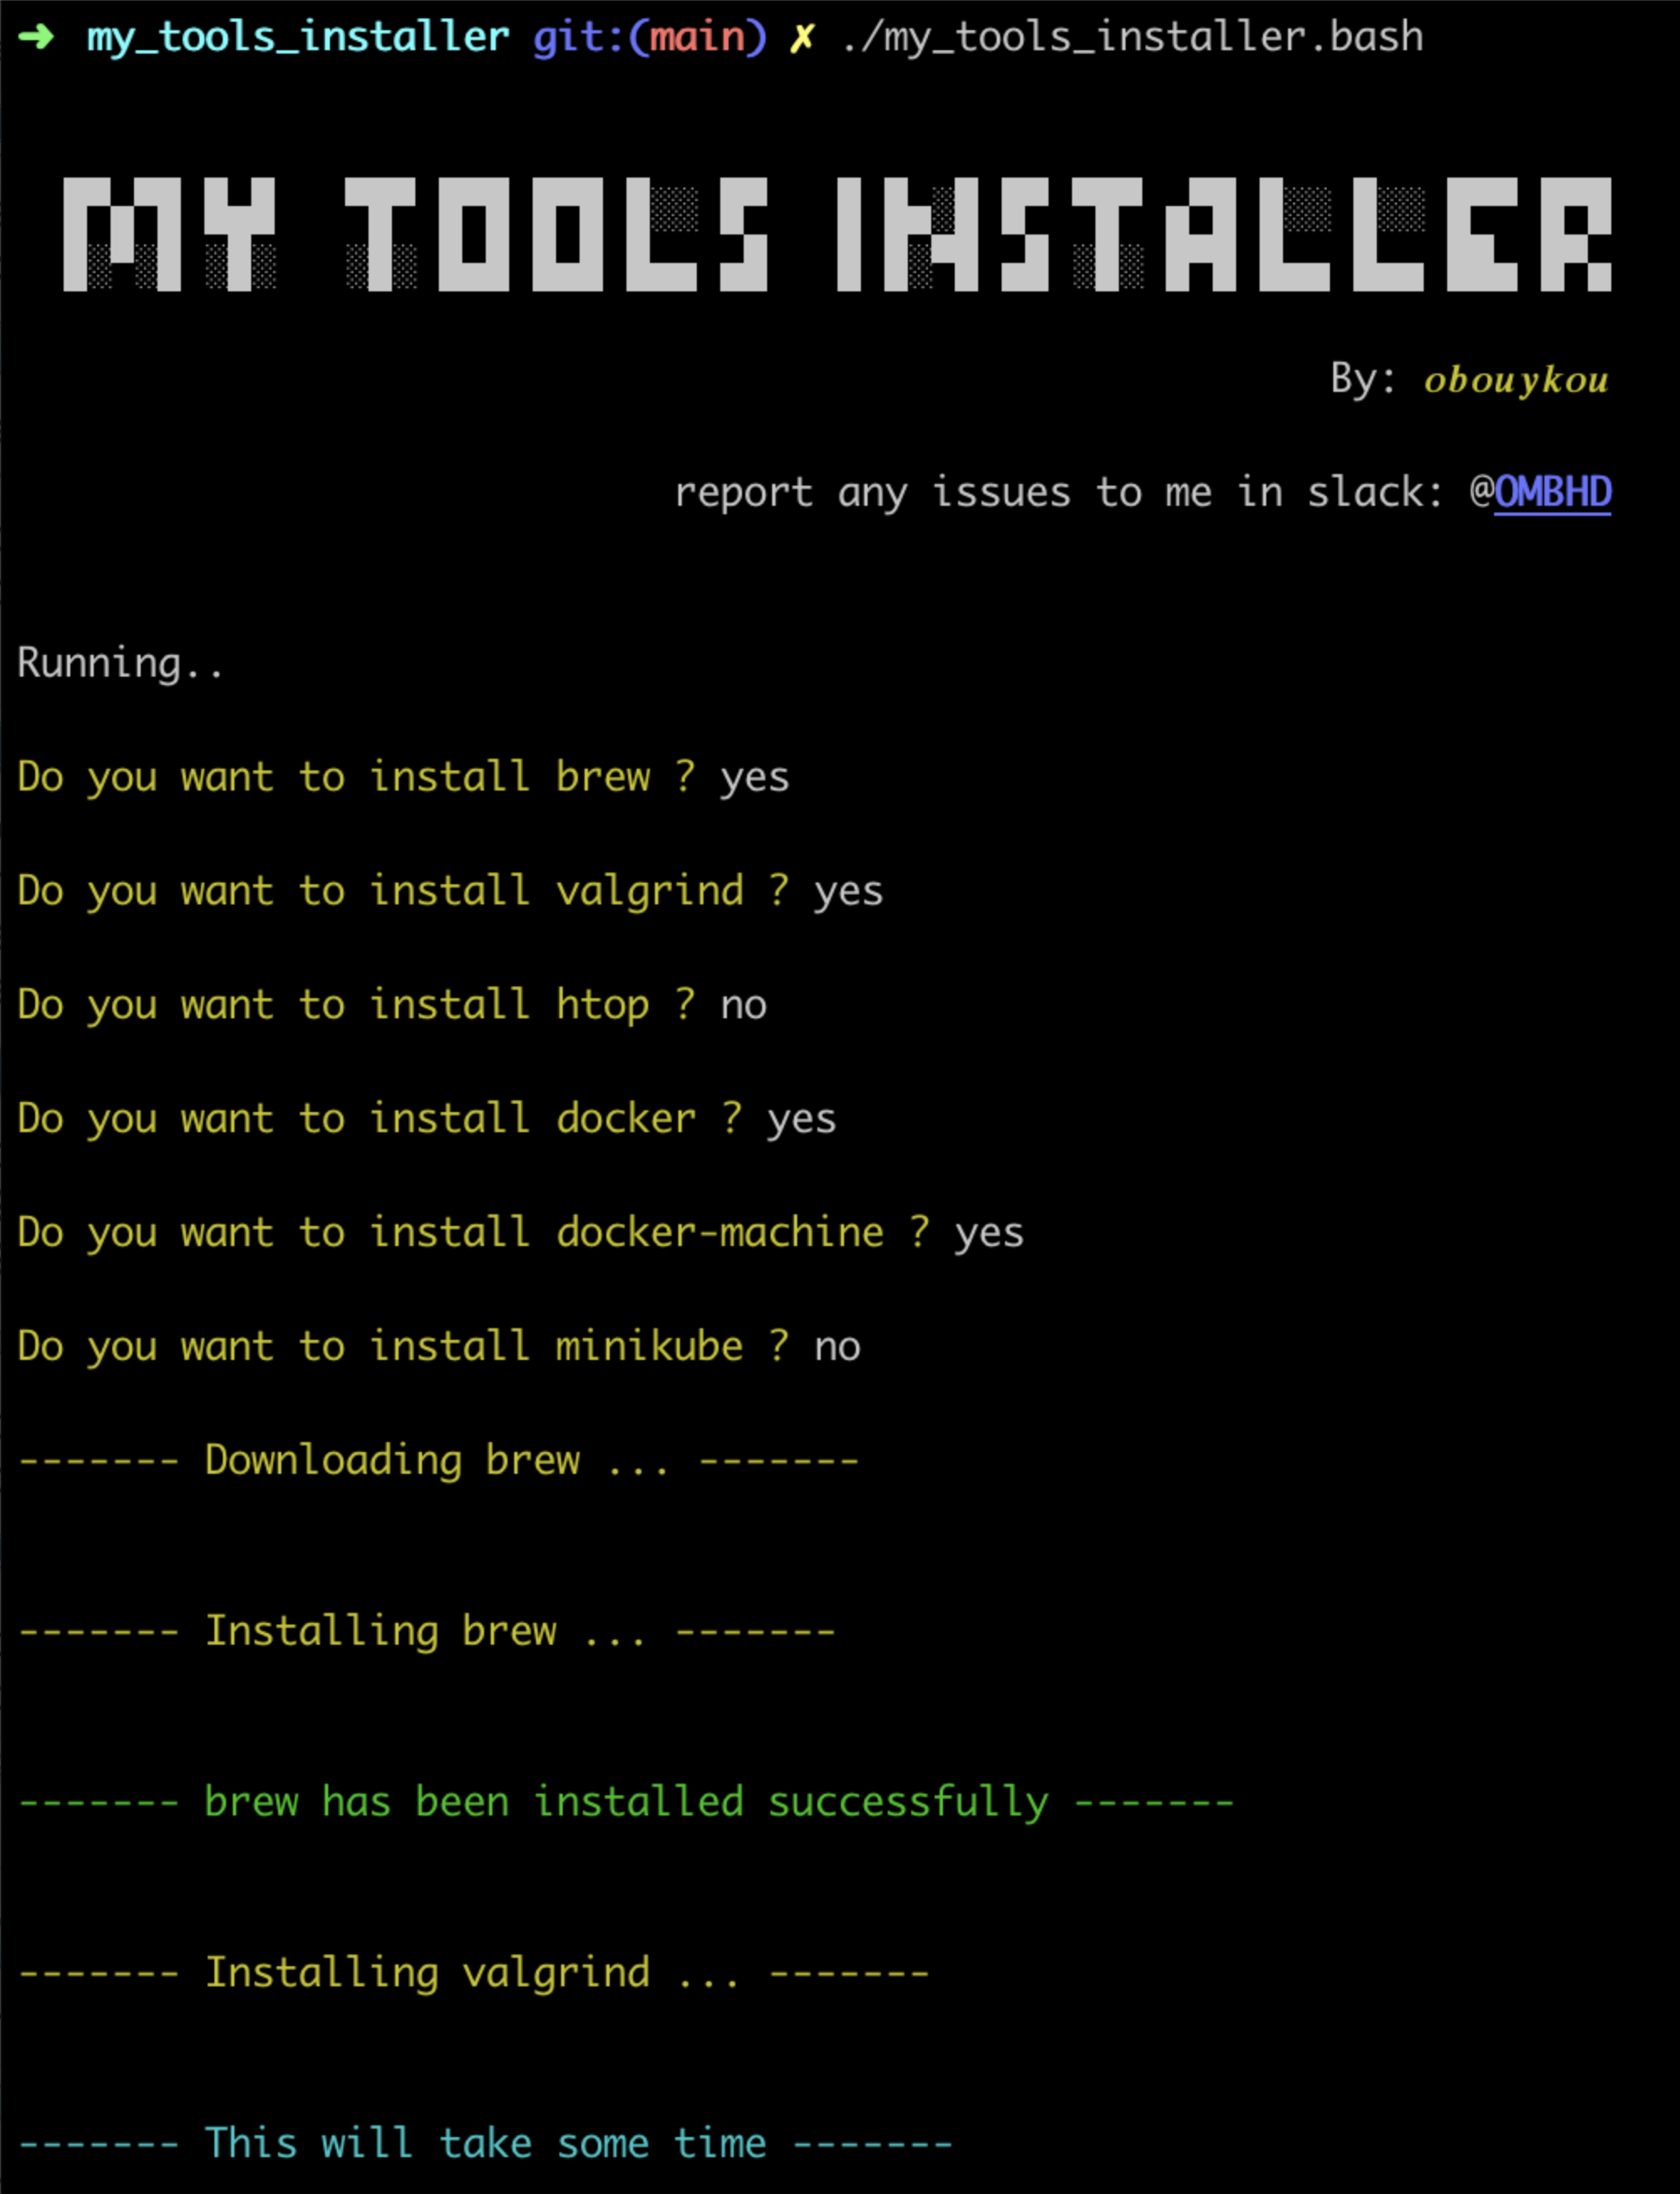 ➜ my_tools_installer git:(main) ✗ ./my_tools_installer.bash
MY TOOLS INSTALLER
By: obouykou
report any issues to me in slack: @OMBHD
Running..
Do you want to install brew ? yes
Do you want to install valgrind ? yes
Do you want to install htop ? no
Do you want to install docker ? yes
Do you want to install docker-machine ? yes
Do you want to install minikube ? no
------- Downloading brew ... -------
------- Installing brew ... -------
------- brew has been installed successfully -------
------- Installing valgrind ... -------
------- This will take some time -------